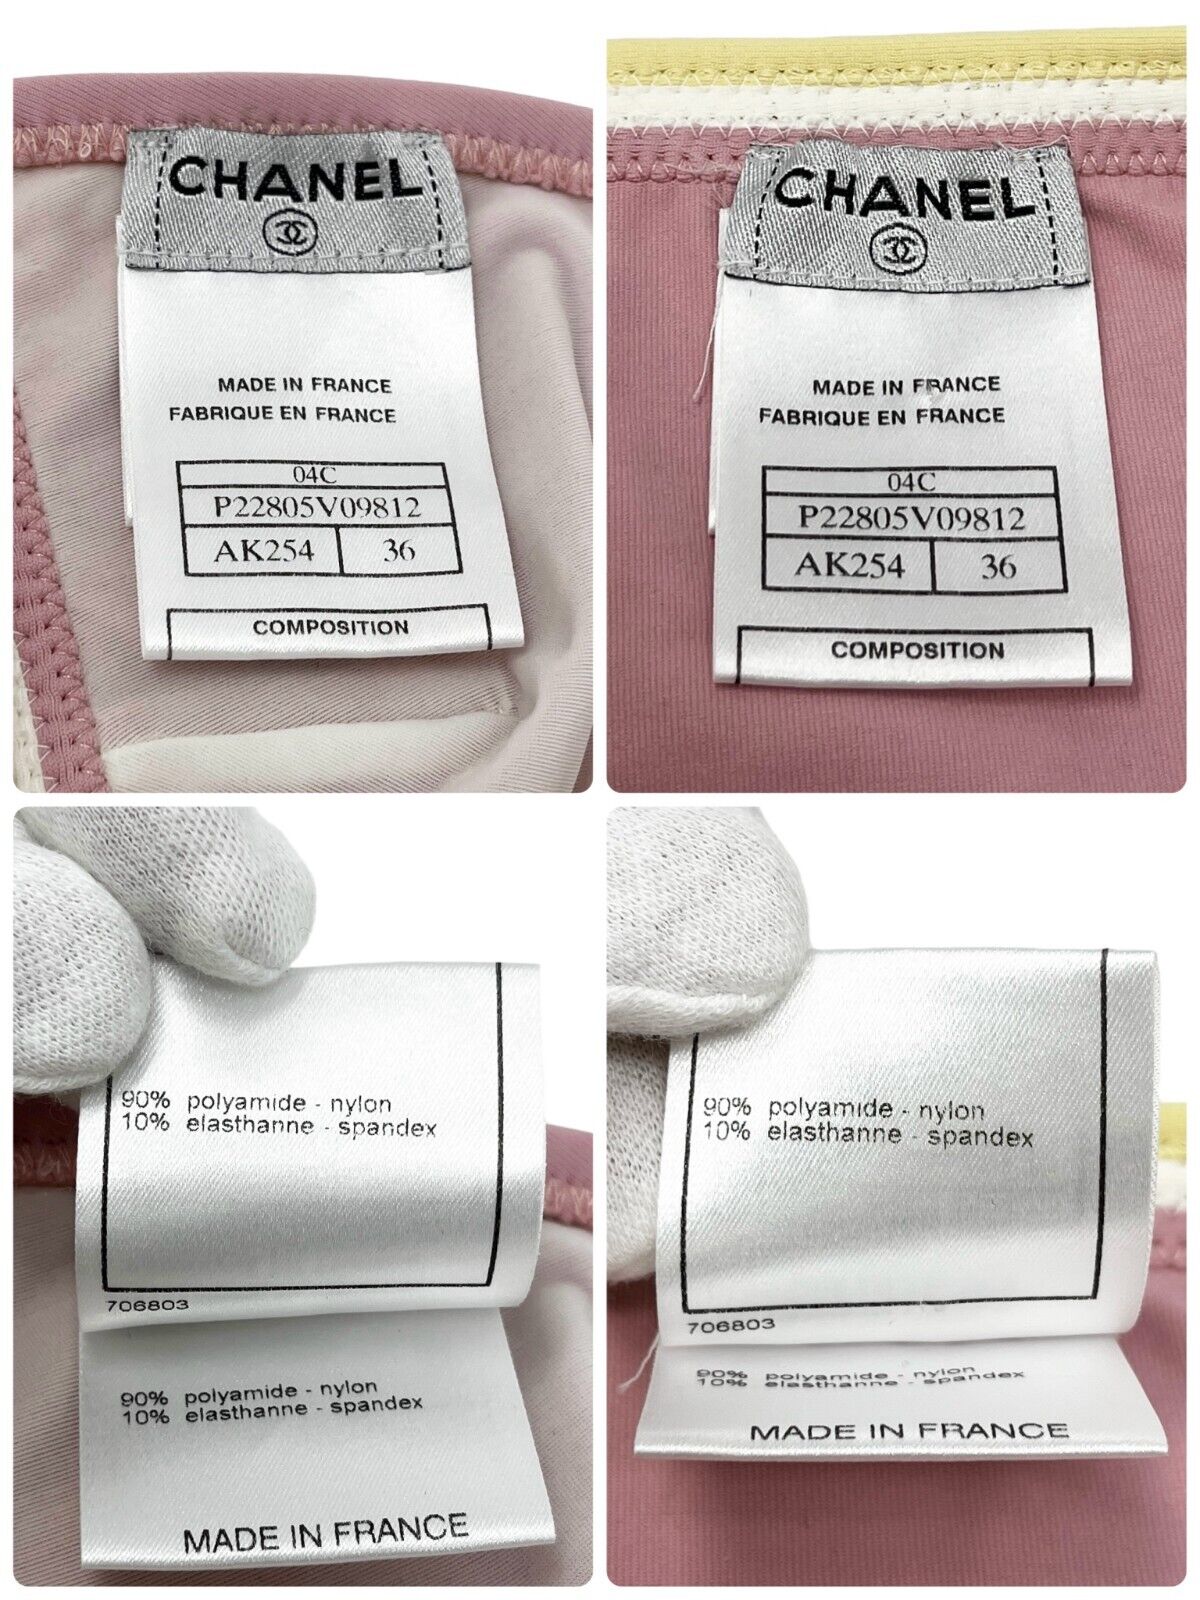 CHANEL
MADE IN FRANCE
FABRIQUE EN FRANCE
04C
P22805V09812
AK254 36
COMPOSITION
CHANEL
MADE IN FRANCE
FABRIQUE EN FRANCE
04C
P22805V09812
AK254 36
COMPOSITION
90% polyamide - nylon
10% elasthanne - spandex
706803
90% polyamide - nylon
10% elasthanne - spandex
MADE IN FRANCE
90% polyamide - nylon
10% elasthanne - spandex
706803
90% polyamide - nylon
10% elasthanne - spandex
MADE IN FRANCE